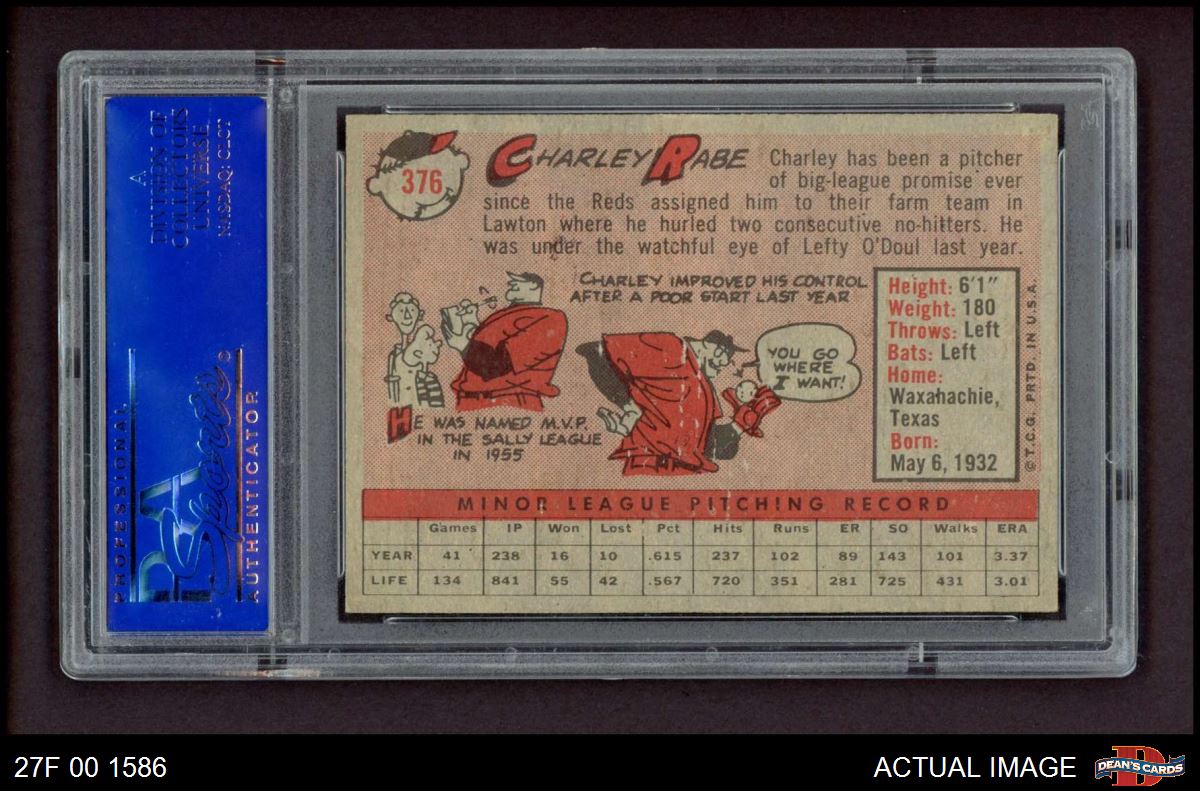 A
DIVISION OF
COLLECTORS
UNIVERSE
NASDAQ: CLCT
PROFESSIONAL
PSA
Sports
AUTHENTICATOR
376
CHARLEY RABE
Charley has been a pitcher
of big-league promise ever
since the Reds assigned him to their farm team in
Lawton where he hurled two consecutive no-hitters. He
was under the watchful eye of Lefty O'Doul last year.
CHARLEY IMPROVED HIS CONTROL
AFTER A POOR START LAST YEAR
YOU GO
WHERE
I WANT!
HE WAS NAMED M.V.P.
IN THE SALLY LEAGUE
IN 1955
Height: 6'1"
Weight: 180
Throws: Left
Bats: Left
Home:
Waxahachie,
Texas
Born:
May 6, 1932
© T.C.G. PRTD. IN U.S.A.
MINOR LEAGUE PITCHING RECORD
Games IP Won Lost Pct Hits Runs ER SO Walks ERA
YEAR 41 238 16 10 .615 237 102 89 143 101 3.37
LIFE 134 841 55 42 .567 720 351 281 725 431 3.01
27F 00 1586
ACTUAL IMAGE
D
DEAN'S CARDS